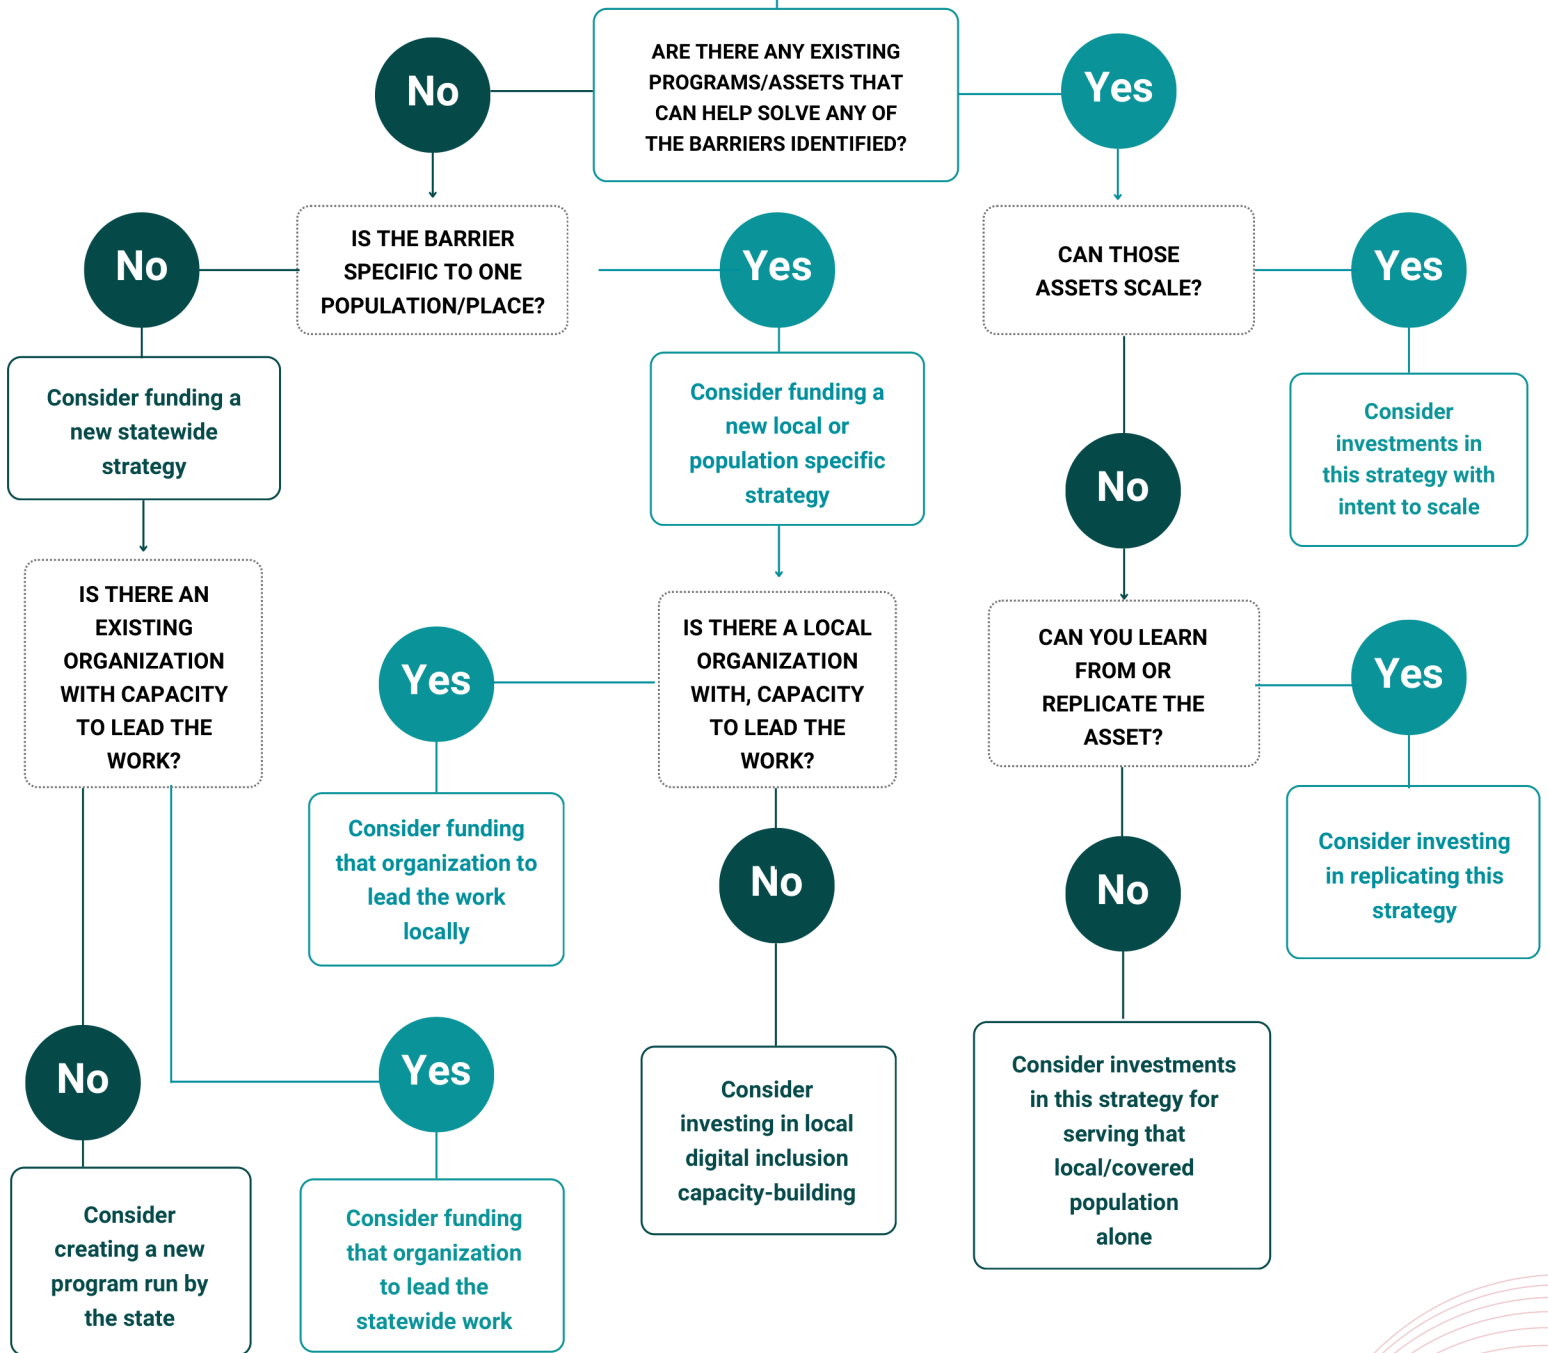 ARE THERE ANY EXISTING
PROGRAMS/ASSETS THAT
CAN HELP SOLVE ANY OF
THE BARRIERS IDENTIFIED?
No
Yes
IS THE BARRIER
SPECIFIC TO ONE
POPULATION/PLACE?
No
Yes
CAN THOSE
ASSETS SCALE?
Yes
Consider funding a
new statewide
strategy
Consider funding a
new local or
population specific
strategy
No
Consider
investments in
this strategy with
intent to scale
IS THERE AN
EXISTING
ORGANIZATION
WITH CAPACITY
TO LEAD THE
WORK?
Yes
IS THERE A LOCAL
ORGANIZATION
WITH, CAPACITY
TO LEAD THE
WORK?
CAN YOU LEARN
FROM OR
REPLICATE THE
ASSET?
Yes
Consider funding
that organization to
lead the work
locally
No
No
Consider investing
in replicating this
strategy
No
Yes
Consider
investing in local
digital inclusion
capacity-building
Consider investments
in this strategy for
serving that
local/covered
population
alone
Consider
creating a new
program run by
the state
Consider funding
that organization
to lead the
statewide work